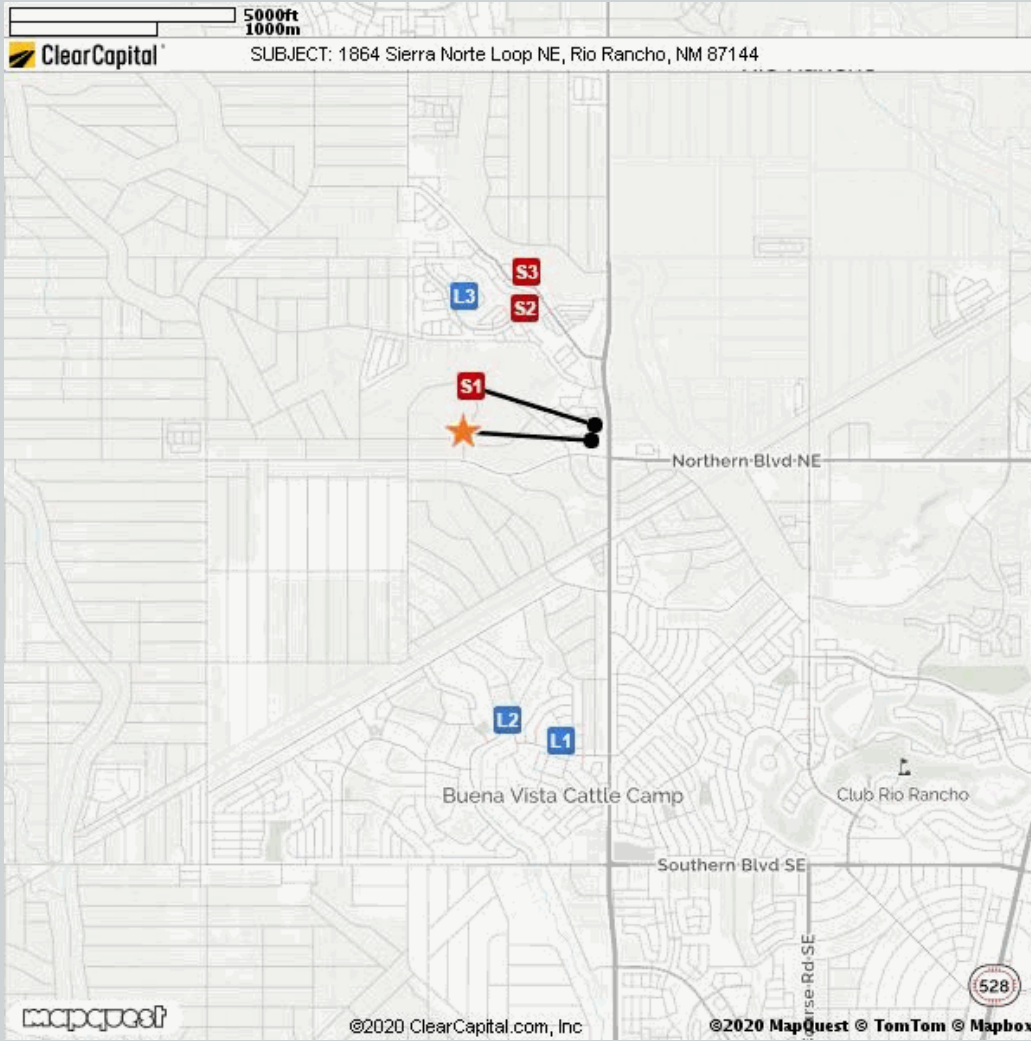 5000ft
1000m
ClearCapital
SUBJECT: 1864 Sierra Norte Loop NE, Rio Rancho, NM 87144
S3
L3
S2
S1
Northern Blvd NE
L2
L1
Buena Vista Cattle Camp
Club Rio Rancho
Southern Blvd SE
528
mapquest
©2020 ClearCapital.com, Inc
©2020 MapQuest © TomTom © Mapbox